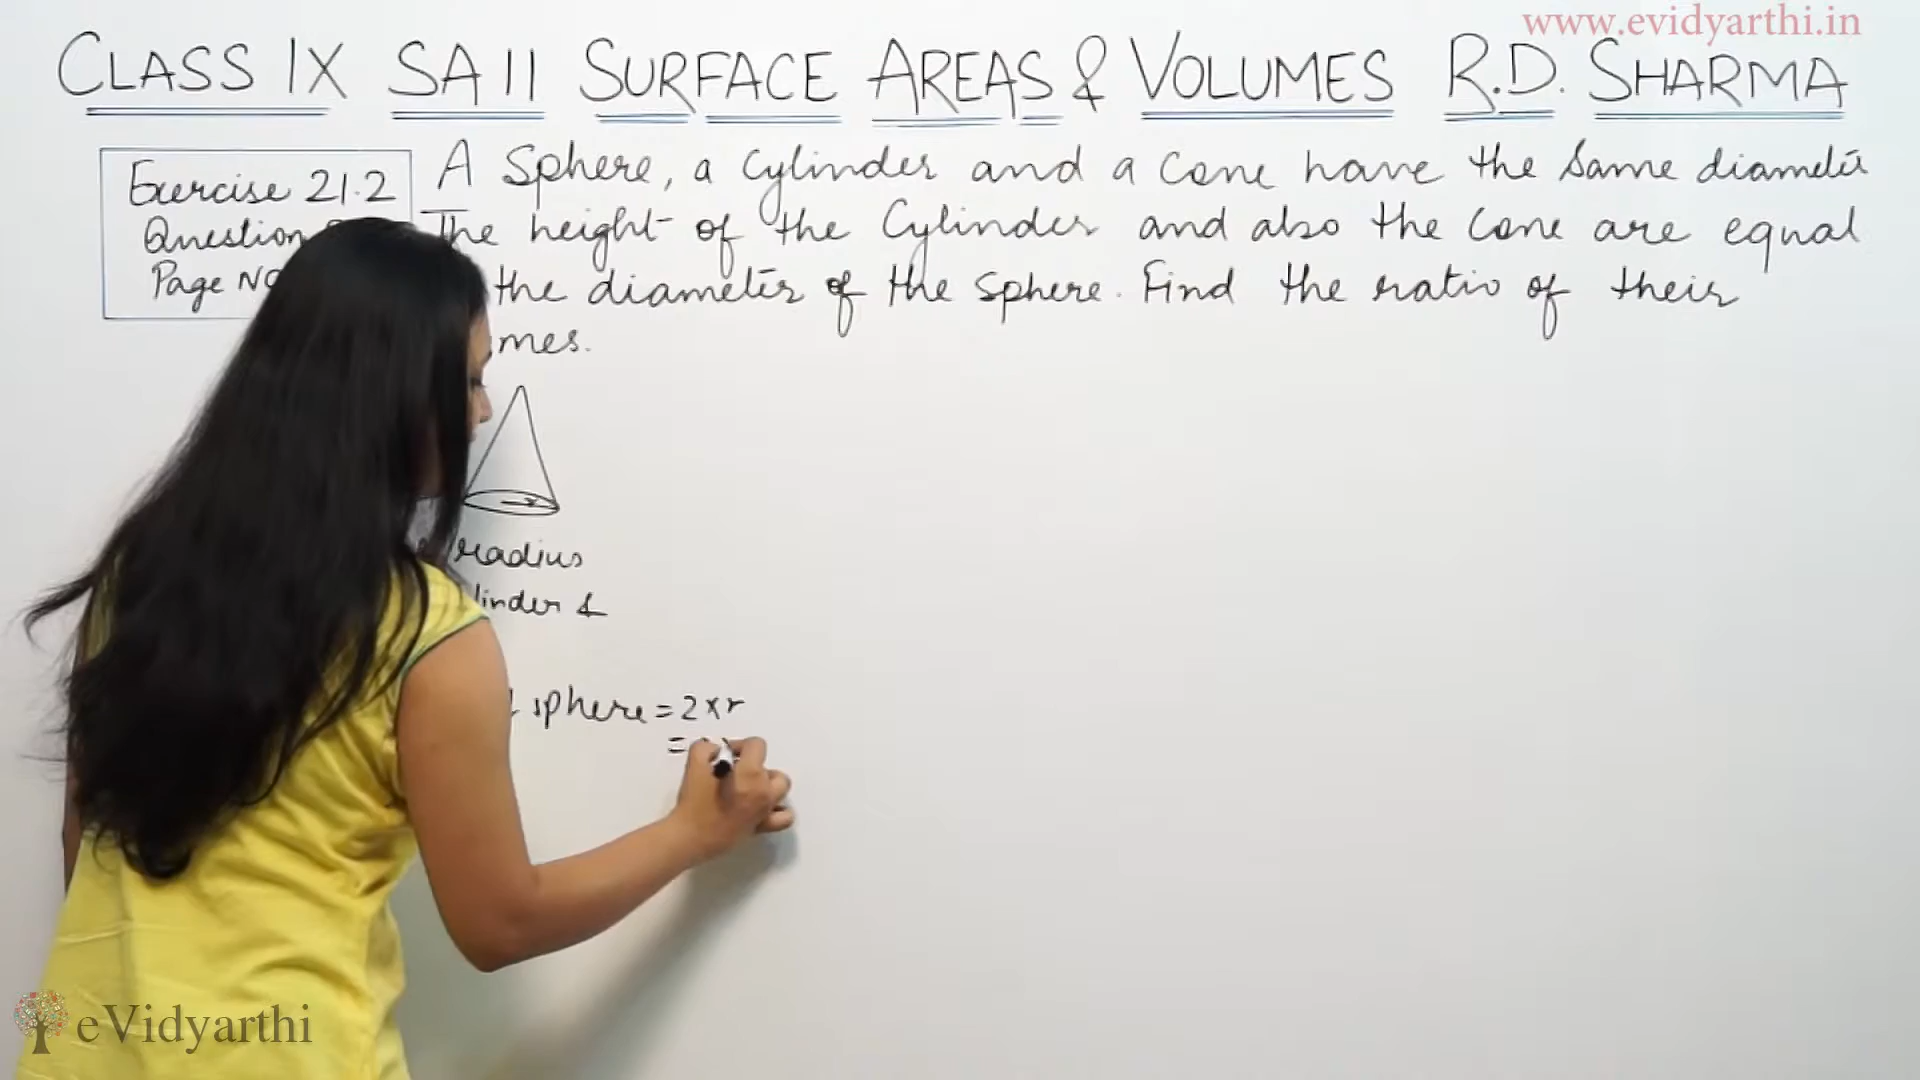 www.evidyarthi.in
CLASS IX SA II SURFACE AREAS & VOLUMES R.D. SHARMA
Exercise 21.2
Question
Page No
A Sphere, a Cylinder and a Cone have the Same diameter
The height of the Cylinder and also the cone are equal
the diameter of the sphere. Find the ratio of their
mes.
r
radius
linder &
sphere = 2 x r
=
eVidyarthi